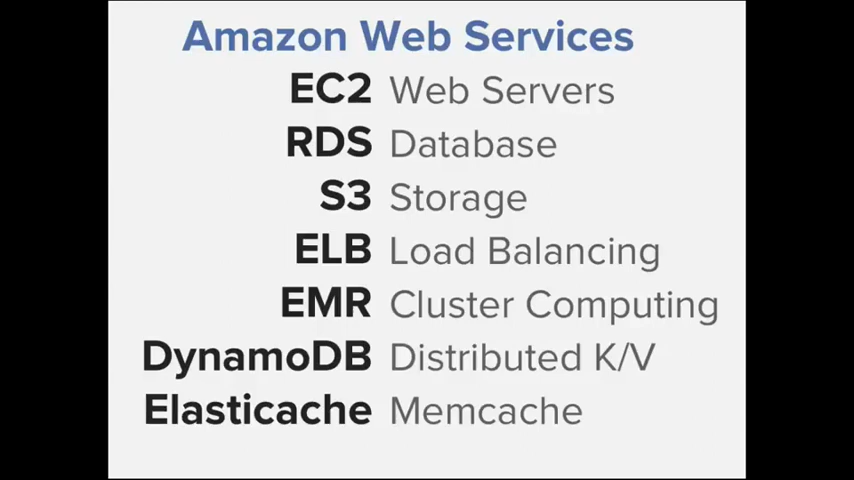 Amazon Web Services
EC2 Web Servers
RDS Database
S3 Storage
ELB Load Balancing
EMR Cluster Computing
DynamoDB Distributed K/V
Elasticache Memcache